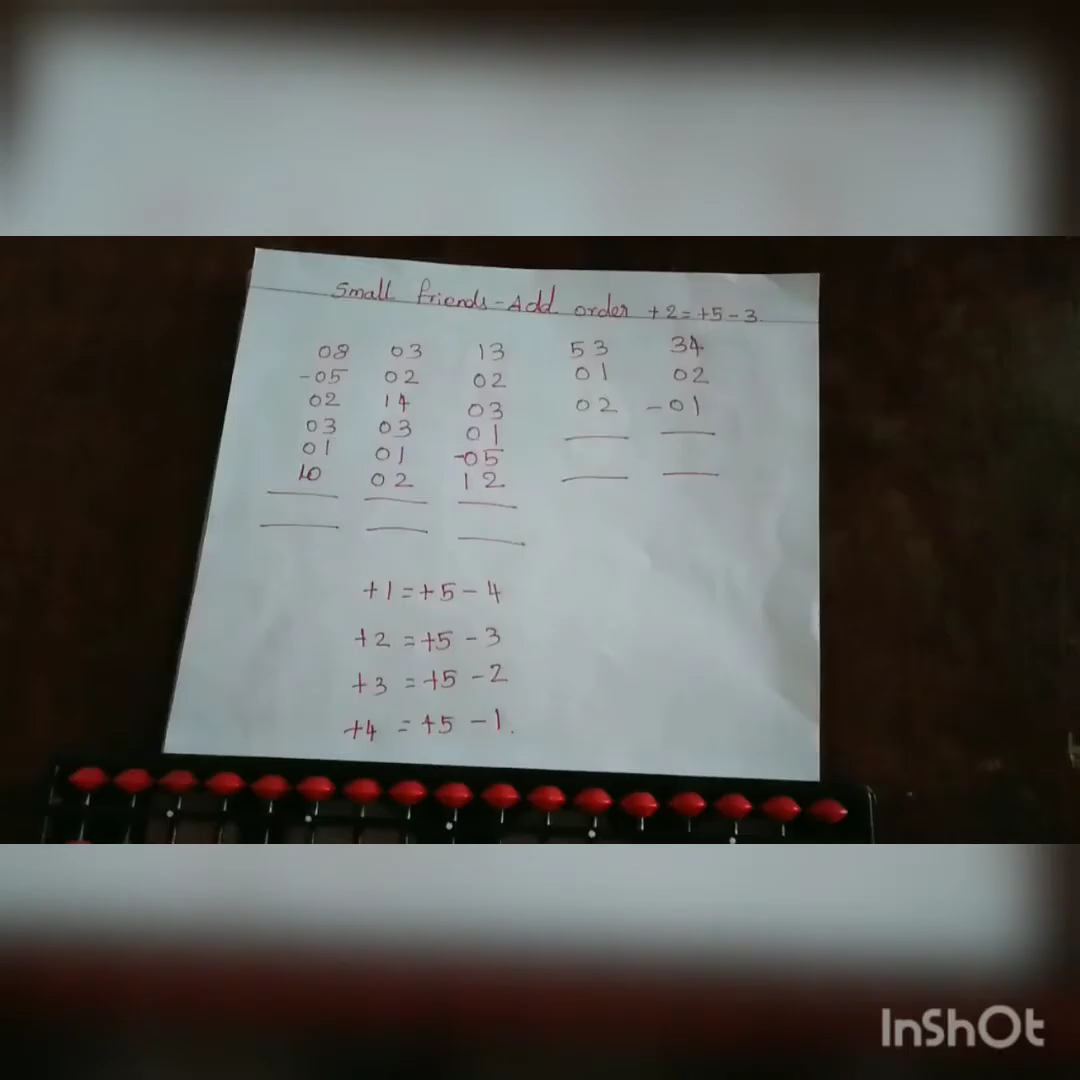 Small friends - Add order +2=+5-3.
08 03 13 53 34
-05 02 02 01 02
02 14 03 02 -01
03 03 01
01 01 -05
10 02 12
+1=+5-4
+2=+5-3
+3=+5-2
+4=+5-1.
InShOt